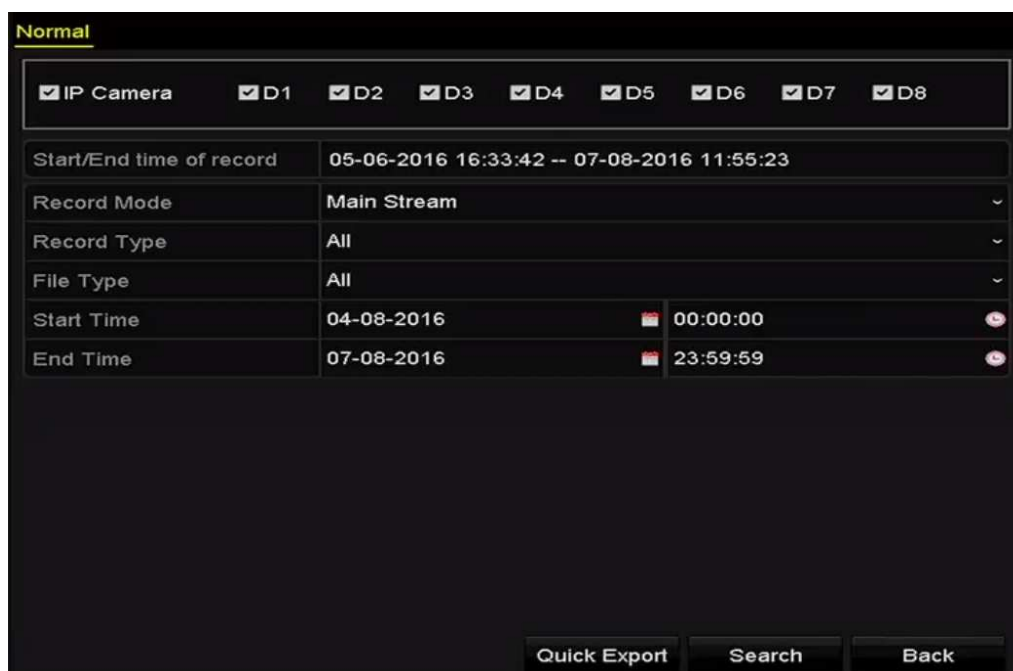 Normal
IP Camera D1 D2 D3 D4 D5 D6 D7 D8
Start/End time of record 05-06-2016 16:33:42 -- 07-08-2016 11:55:23
Record Mode Main Stream
Record Type All
File Type All
Start Time 04-08-2016 00:00:00
End Time 07-08-2016 23:59:59
Quick Export Search Back